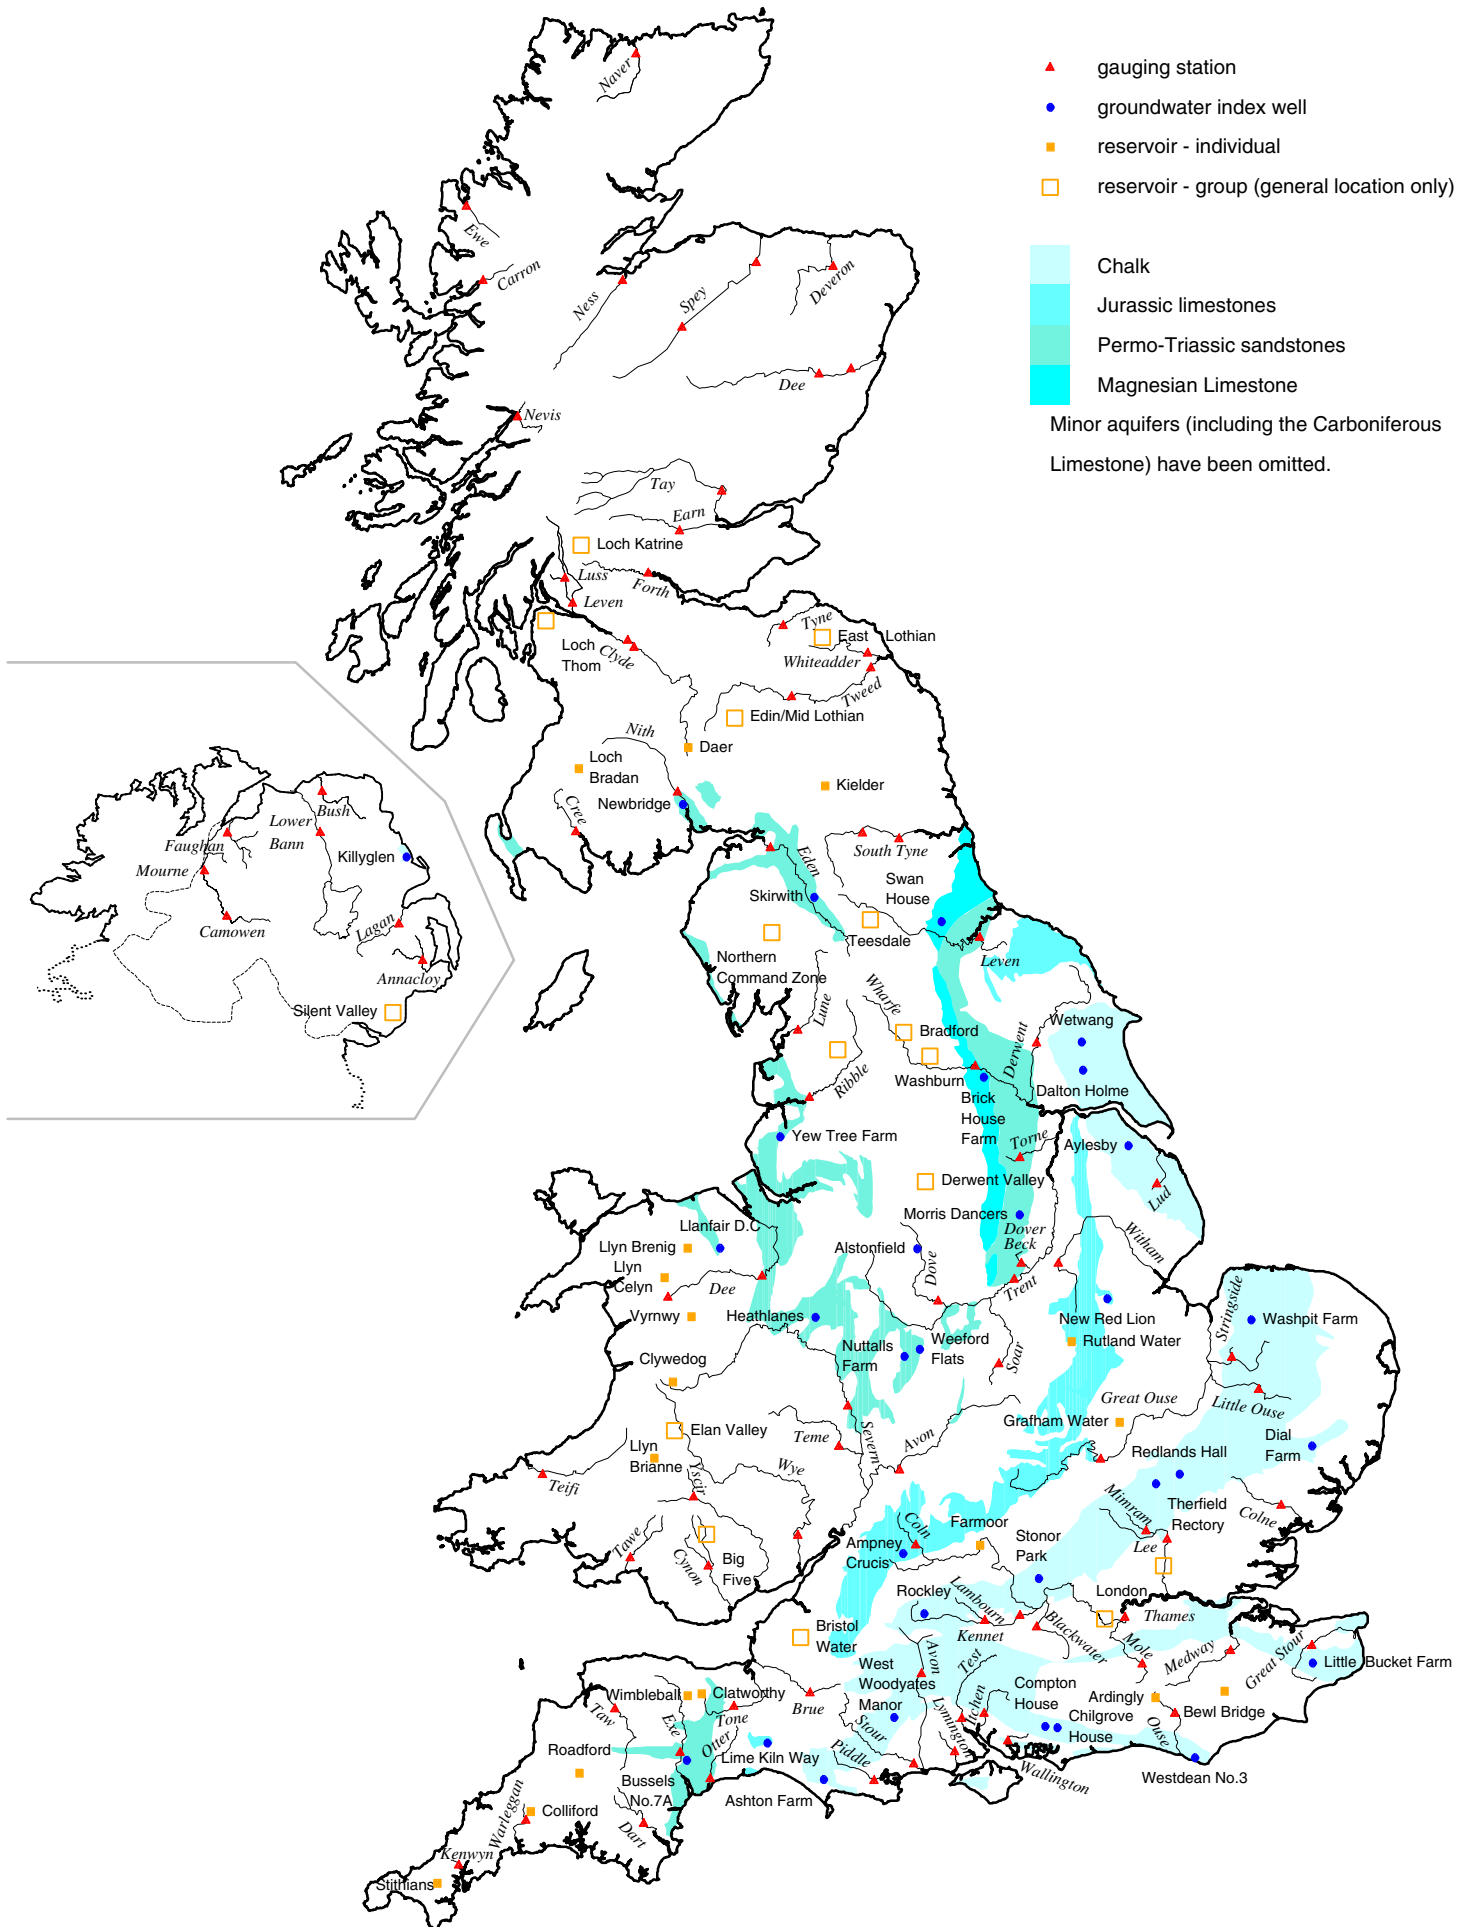 gauging station
groundwater index well
reservoir - individual
reservoir - group (general location only)
Chalk
Jurassic limestones
Permo-Triassic sandstones
Magnesian Limestone
Minor aquifers (including the Carboniferous
Limestone) have been omitted.
Naver
Ewe
Carron
Ness
Spey
Deveron
Dee
Nevis
Tay
Earn
Loch Katrine
Luss
Forth
Leven
Loch
Thom
Clyde
Tyne
East Lothian
Whiteadder
Tweed
Edin/Mid Lothian
Nith
Daer
Loch
Bradan
Kielder
Newbridge
Cree
Bush
Lower
Bann
Faughan
Killyglen
Mourne
Camowen
Lagan
Annacloy
Silent Valley
South Tyne
Eden
Swan
House
Skirwith
Teesdale
Leven
Northern
Command Zone
Lune
Wharfe
Bradford
Wetwang
Derwent
Ribble
Washburn
Dalton Holme
Brick
House
Farm
Yew Tree Farm
Torne
Aylesby
Lud
Derwent Valley
Morris Dancers
Dover
Beck
Llanfair D.C
Llyn Brenig
Llyn
Celyn
Dee
Alstonfield
Dove
Witham
Trent
Vyrnwy
Heathlanes
New Red Lion
Rutland Water
Stringside
Washpit Farm
Nuttalls
Farm
Weeford
Flats
Soar
Clywedog
Great Ouse
Little Ouse
Grafham Water
Elan Valley
Teme
Severn
Avon
Dial
Farm
Llyn
Brianne
Yscir
Wye
Redlands Hall
Teifi
Mimram
Therfield
Rectory
Colne
Tawe
Cynon
Big
Five
Coln
Farmoor
Ampney
Crucis
Stonor
Park
Lee
Rockley
Lambourn
London
Thames
Kennet
Blackwater
Bristol
Water
Mole
Medway
Great Stour
Little Bucket Farm
Avon
Test
West
Woodyates
Manor
Compton
House
Itchen
Ardingly
Chilgrove
House
Bewl Bridge
Wimbleball
Clatworthy
Taw
Exe
Tone
Brue
Stour
Lymington
Ouse
Otter
Roadford
Lime Kiln Way
Piddle
Wallington
Westdean No.3
Bussels
No.7A
Ashton Farm
Warleggan
Colliford
Dart
Kenwyn
Stithians